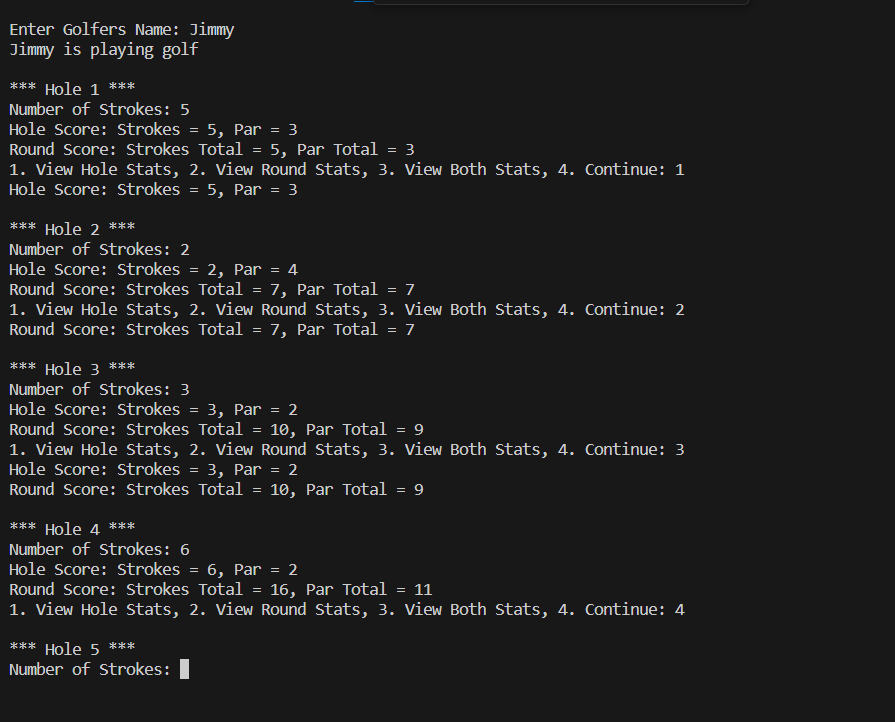 Enter Golfers Name: Jimmy
Jimmy is playing golf
*** Hole 1 ***
Number of Strokes: 5
Hole Score: Strokes = 5, Par = 3
Round Score: Strokes Total = 5, Par Total = 3
1. View Hole Stats, 2. View Round Stats, 3. View Both Stats, 4. Continue: 1
Hole Score: Strokes = 5, Par = 3
*** Hole 2 ***
Number of Strokes: 2
Hole Score: Strokes = 2, Par = 4
Round Score: Strokes Total = 7, Par Total = 7
1. View Hole Stats, 2. View Round Stats, 3. View Both Stats, 4. Continue: 2
Round Score: Strokes Total = 7, Par Total = 7
*** Hole 3 ***
Number of Strokes: 3
Hole Score: Strokes = 3, Par = 2
Round Score: Strokes Total = 10, Par Total = 9
1. View Hole Stats, 2. View Round Stats, 3. View Both Stats, 4. Continue: 3
Hole Score: Strokes = 3, Par = 2
Round Score: Strokes Total = 10, Par Total = 9
*** Hole 4 ***
Number of Strokes: 6
Hole Score: Strokes = 6, Par = 2
Round Score: Strokes Total = 16, Par Total = 11
1. View Hole Stats, 2. View Round Stats, 3. View Both Stats, 4. Continue: 4
*** Hole 5 ***
Number of Strokes: